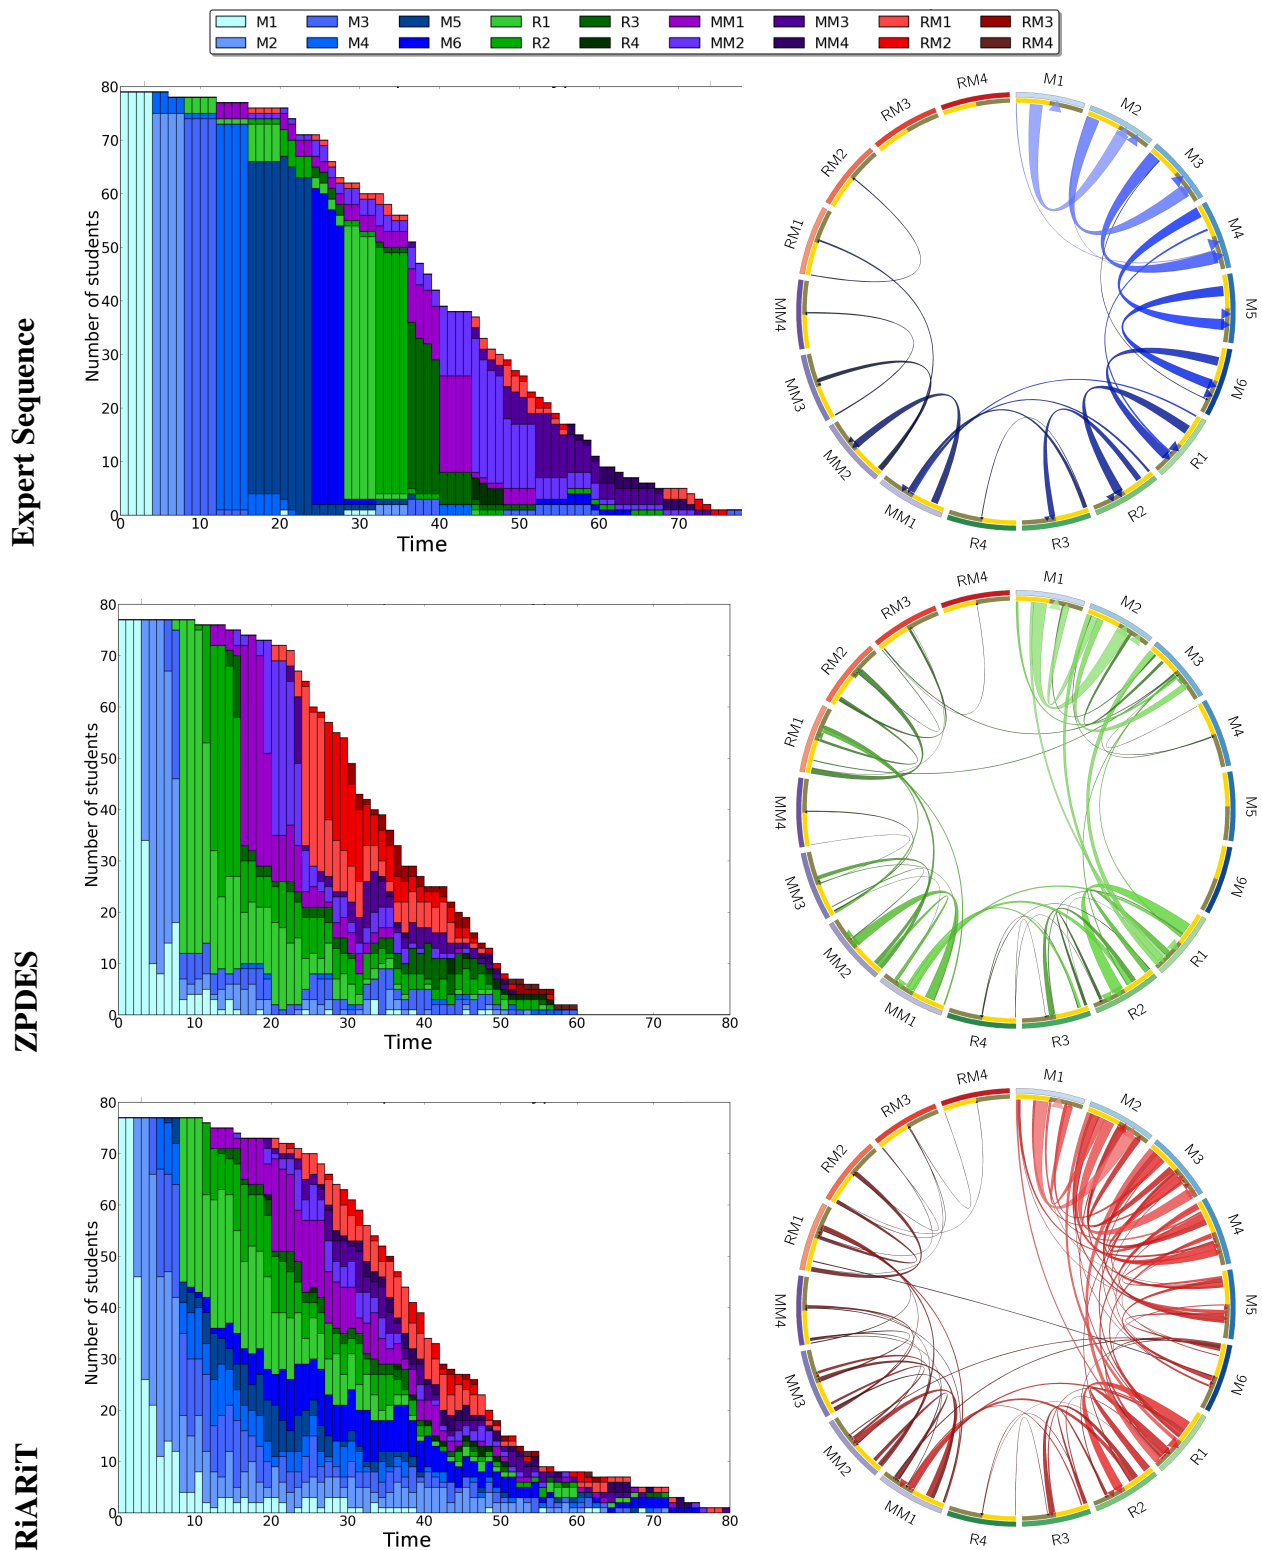 M1 M3 M5 R1 R3 MM1 MM3 RM1 RM3
M2 M4 M6 R2 R4 MM2 MM4 RM2 RM4
Expert Sequence
Number of students
80
70
60
50
40
30
20
10
0
0 10 20 30 40 50 60 70
Time
RM4 M1
RM3 M2
RM2 M3
RM1 M4
MM4 M5
MM3 M6
MM2 R1
MM1 R2
R4 R3
ZPDES
Number of students
80
70
60
50
40
30
20
10
0
0 10 20 30 40 50 60 70 80
Time
RM4 M1
RM3 M2
RM2 M3
RM1 M4
MM4 M5
MM3 M6
MM2 R1
MM1 R2
R4 R3
RiARiT
Number of students
80
70
60
50
40
30
20
10
0
0 10 20 30 40 50 60 70 80
Time
RM4 M1
RM3 M2
RM2 M3
RM1 M4
MM4 M5
MM3 M6
MM2 R1
MM1 R2
R4 R3